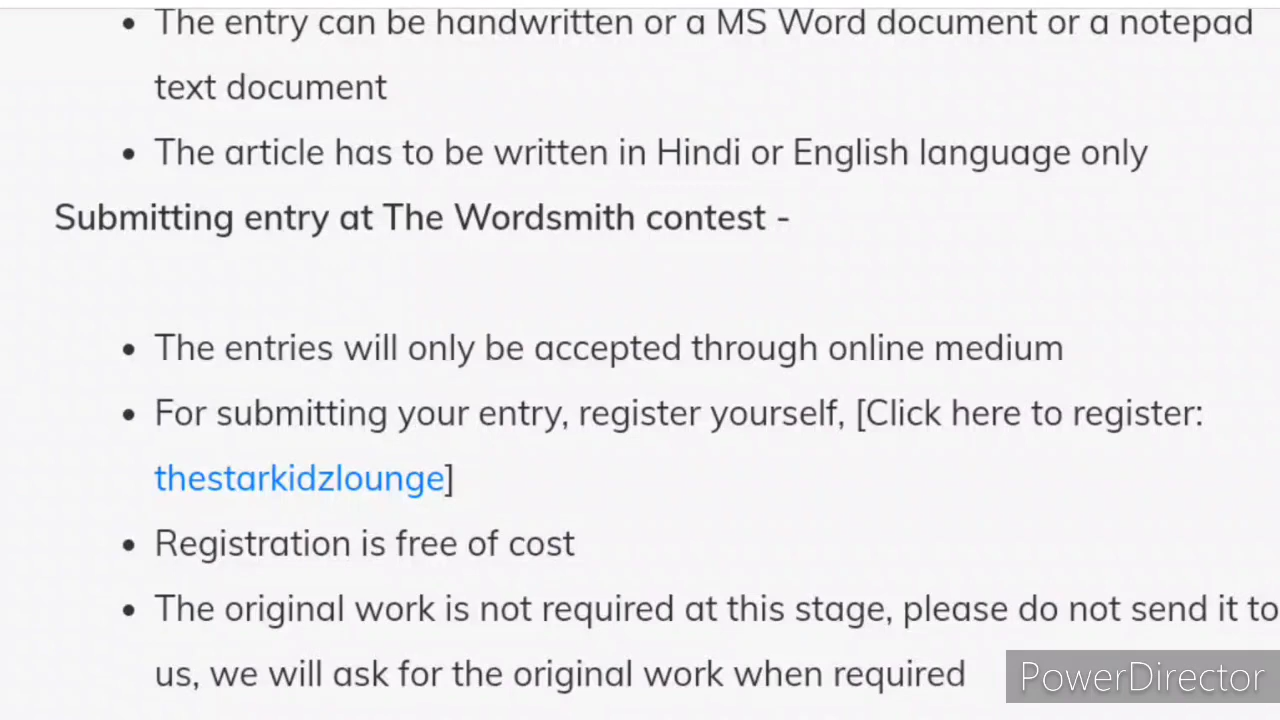 The entry can be handwritten or a MS Word document or a notepad
text document
The article has to be written in Hindi or English language only
Submitting entry at The Wordsmith contest -
The entries will only be accepted through online medium
For submitting your entry, register yourself, [Click here to register:
thestarkidzlounge]
Registration is free of cost
The original work is not required at this stage, please do not send it to
us, we will ask for the original work when required
PowerDirector